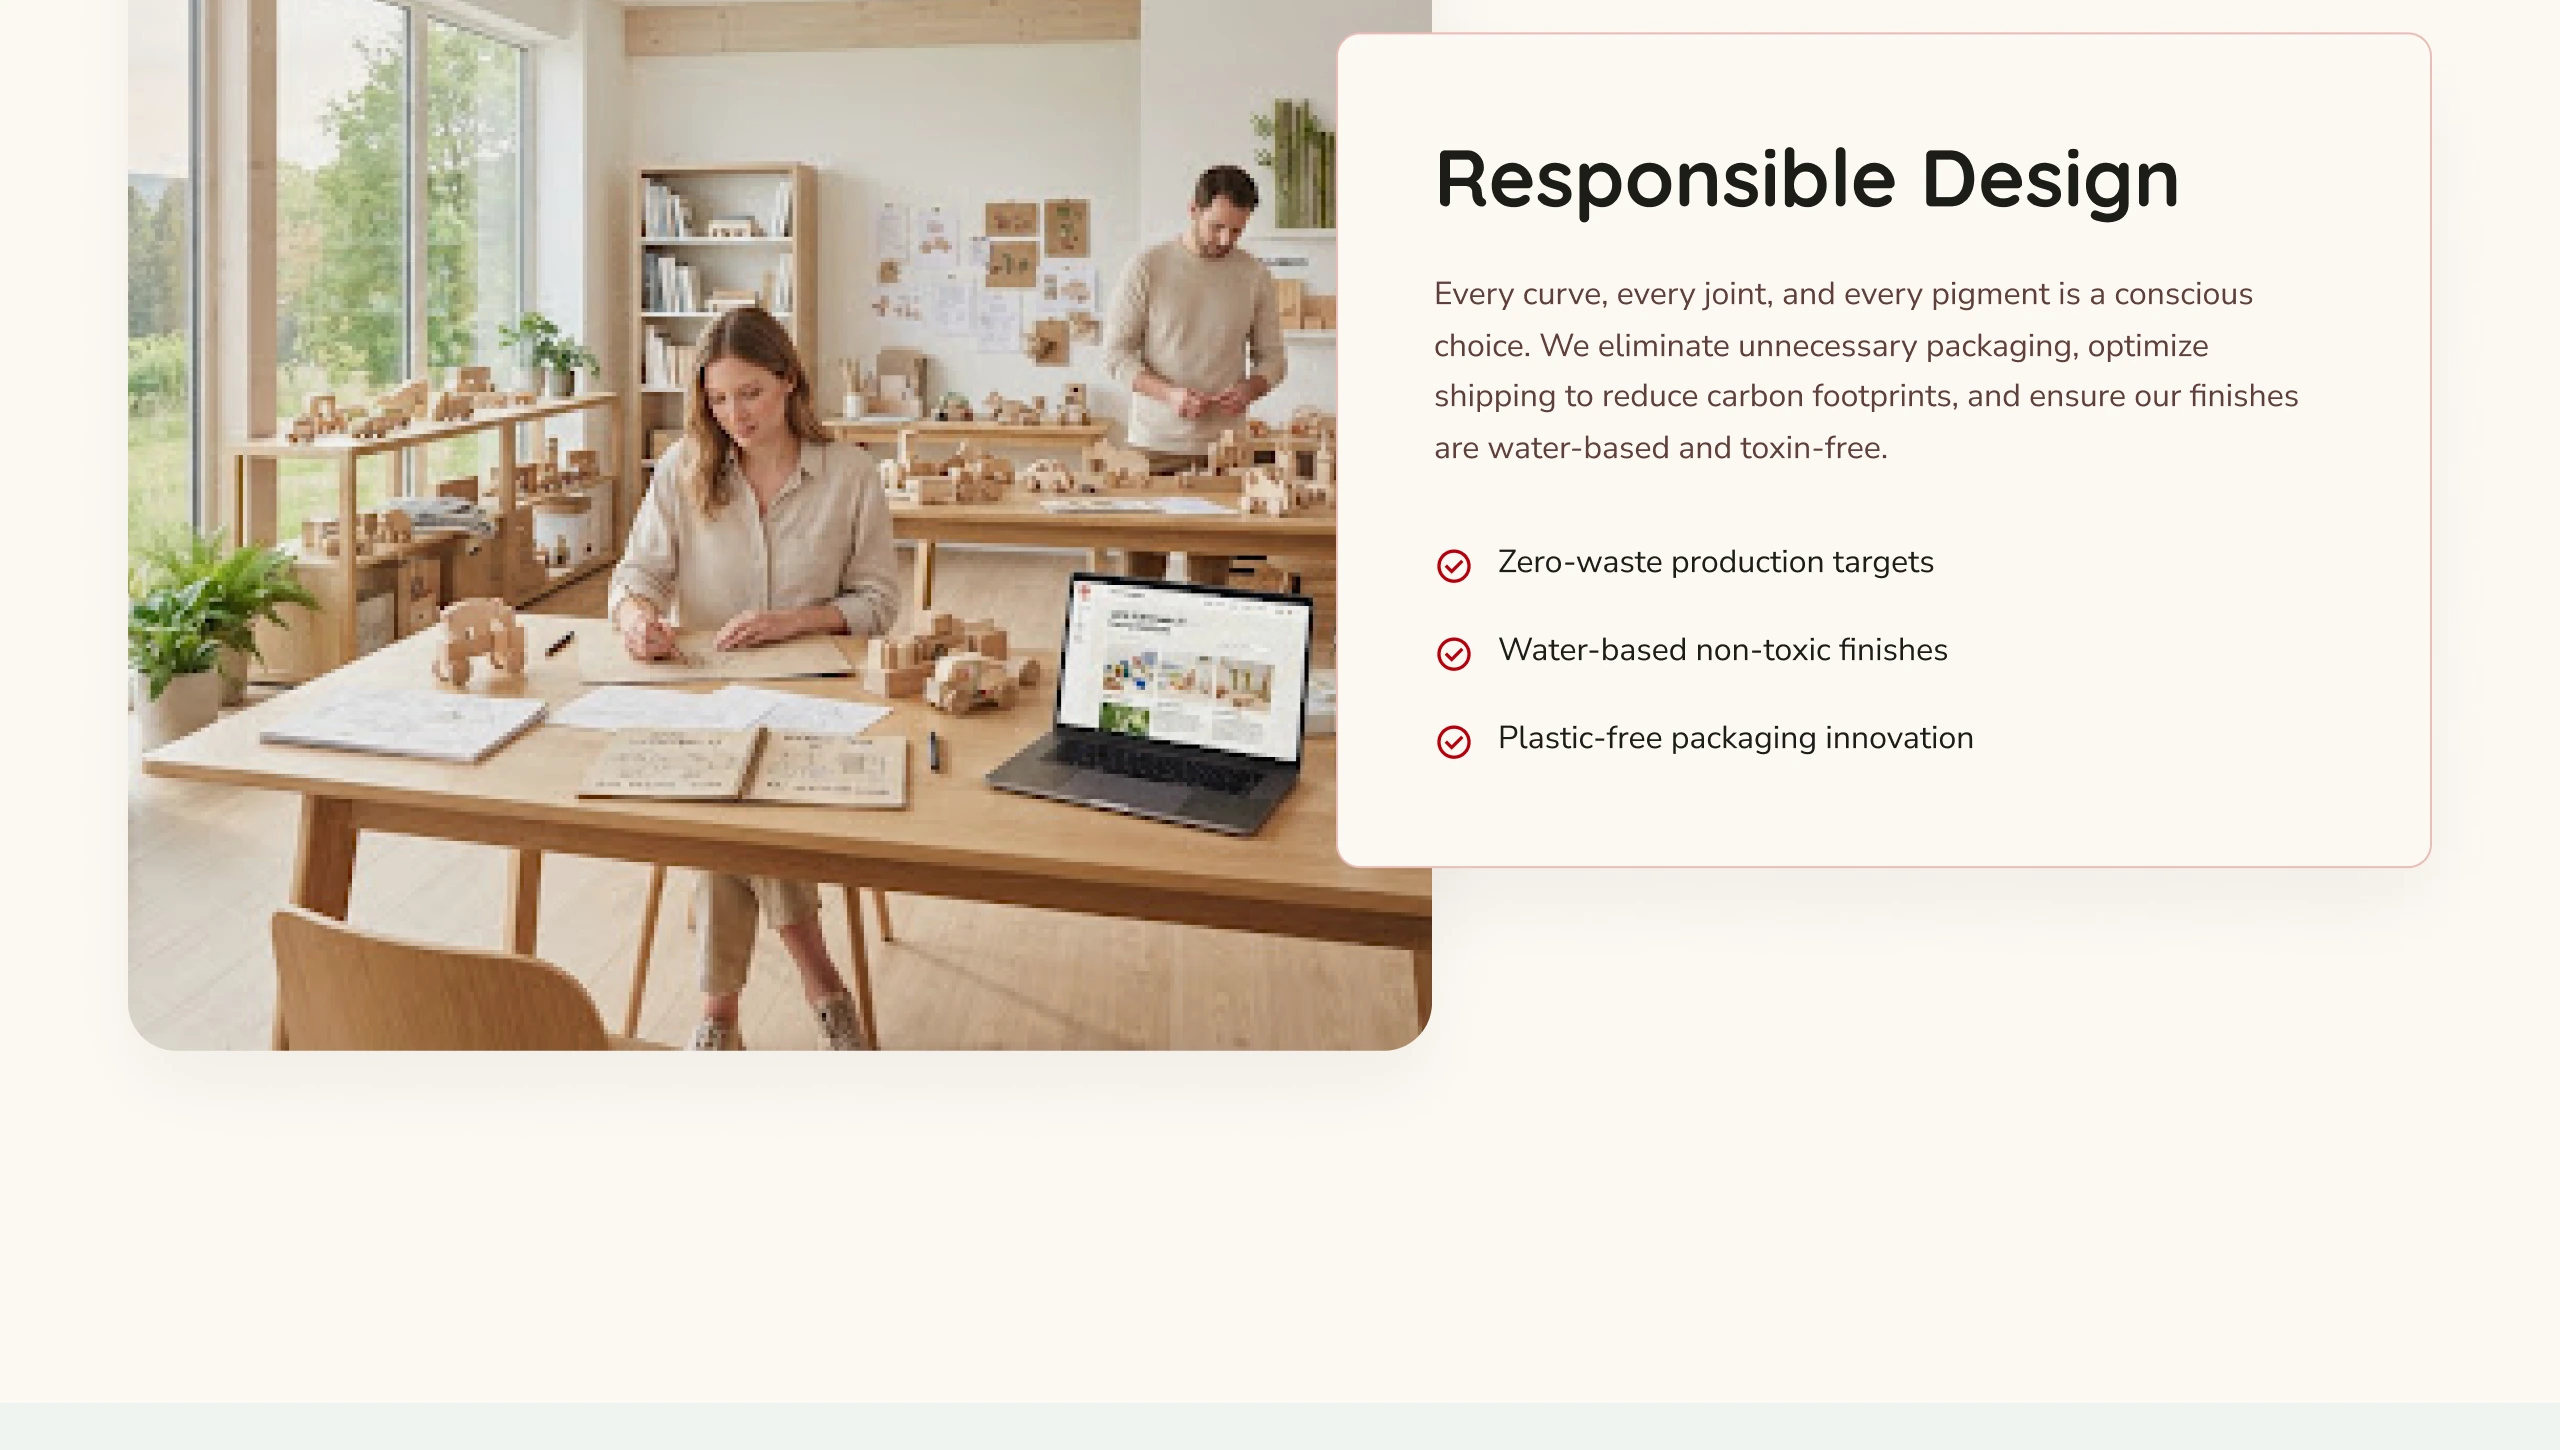 Responsible Design
Every curve, every joint, and every pigment is a conscious
choice. We eliminate unnecessary packaging, optimize
shipping to reduce carbon footprints, and ensure our finishes
are water-based and toxin-free.
Zero-waste production targets
Water-based non-toxic finishes
Plastic-free packaging innovation